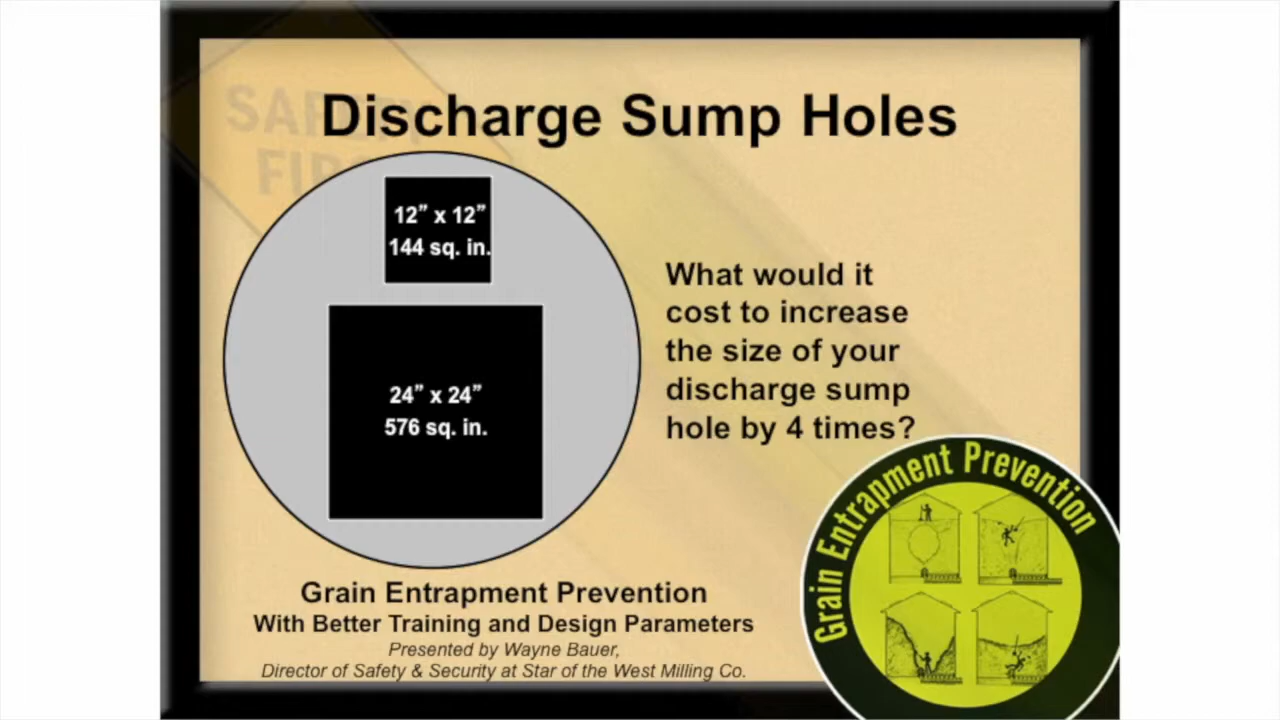 SAFETY
FIRST
Discharge Sump Holes
12” x 12”
144 sq. in.
24” x 24”
576 sq. in.
What would it
cost to increase
the size of your
discharge sump
hole by 4 times?
Grain Entrapment Prevention
Grain Entrapment Prevention
With Better Training and Design Parameters
Presented by Wayne Bauer,
Director of Safety & Security at Star of the West Milling Co.